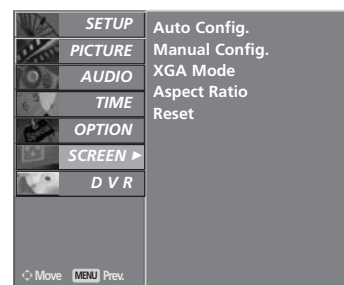 SETUP
PICTURE
AUDIO
TIME
OPTION
SCREEN ►
D V R
Auto Config.
Manual Config.
XGA Mode
Aspect Ratio
Reset
Move MENU Prev.